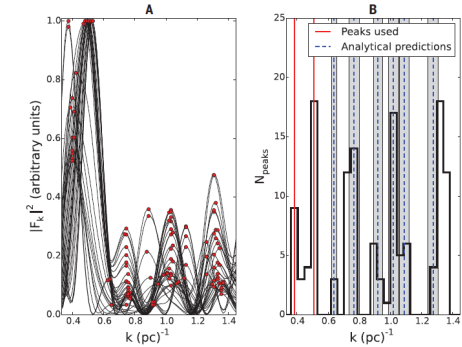 A
B
1.0
0.8
0.6
0.4
0.2
0.0
|F_k|² (arbitrary units)
0.4 0.6 0.8 1.0 1.2 1.4
k (pc)⁻¹
25
20
15
10
5
0
N_peaks
Peaks used
Analytical predictions
0.4 0.6 0.8 1.0 1.2 1.4
k (pc)⁻¹